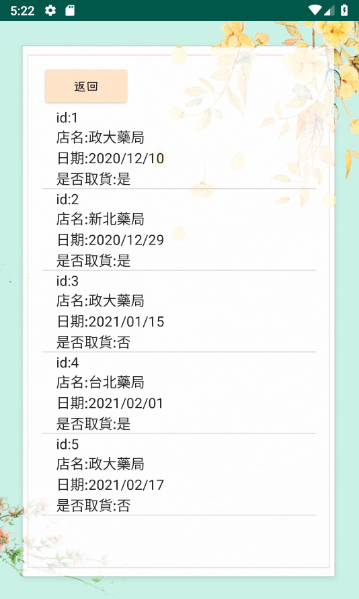 5:22
返回
id:1
店名:政大藥局
日期:2020/12/10
是否取貨:是
id:2
店名:新北藥局
日期:2020/12/29
是否取貨:是
id:3
店名:政大藥局
日期:2021/01/15
是否取貨:否
id:4
店名:台北藥局
日期:2021/02/01
是否取貨:是
id:5
店名:政大藥局
日期:2021/02/17
是否取貨:否